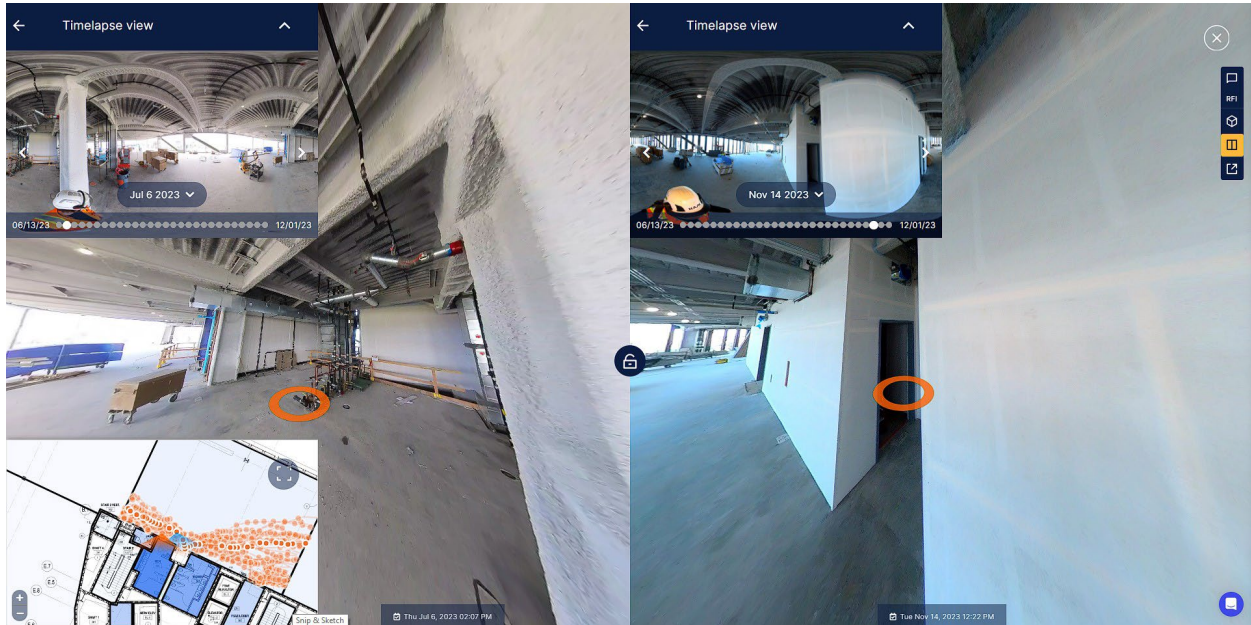 Timelapse view
Jul 6 2023
06/13/23
12/01/23
E.7
E.8
+
−
Snip & Sketch
Thu Jul 6, 2023 02:07 PM
Timelapse view
Nov 14 2023
06/13/23
12/01/23
RFI
Tue Nov 14, 2023 12:22 PM